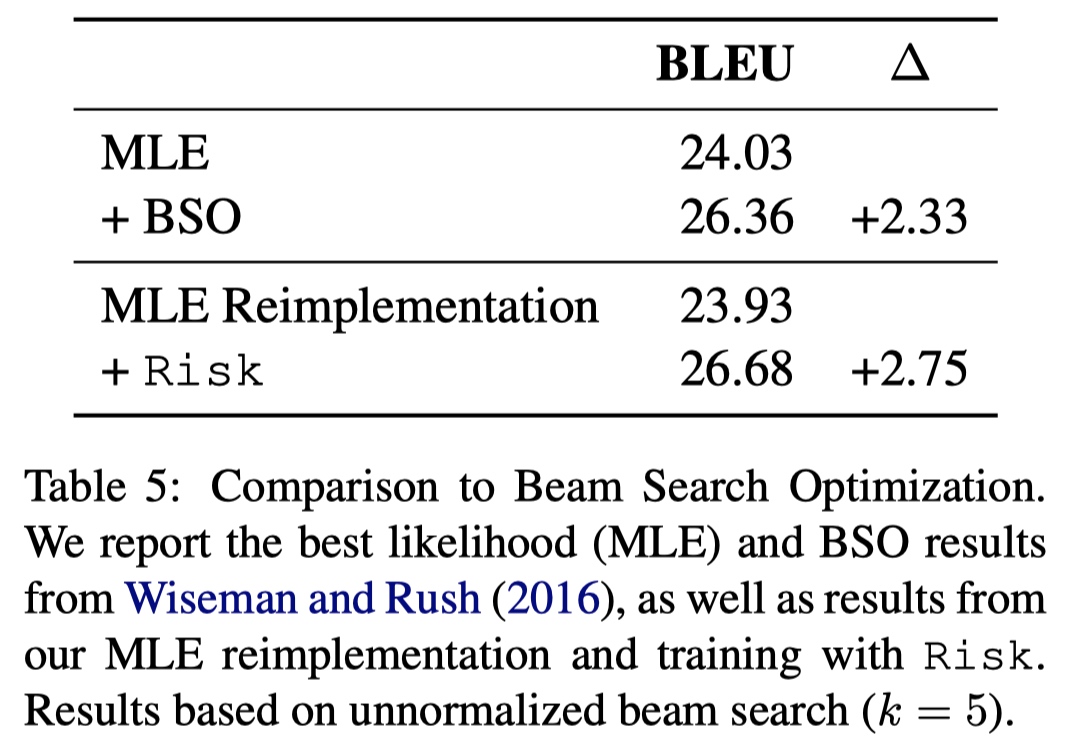 BLEU Δ
MLE 24.03
+ BSO 26.36 +2.33
MLE Reimplementation 23.93
+ Risk 26.68 +2.75
Table 5: Comparison to Beam Search Optimization.
We report the best likelihood (MLE) and BSO results
from Wiseman and Rush (2016), as well as results from
our MLE reimplementation and training with Risk.
Results based on unnormalized beam search (k = 5).